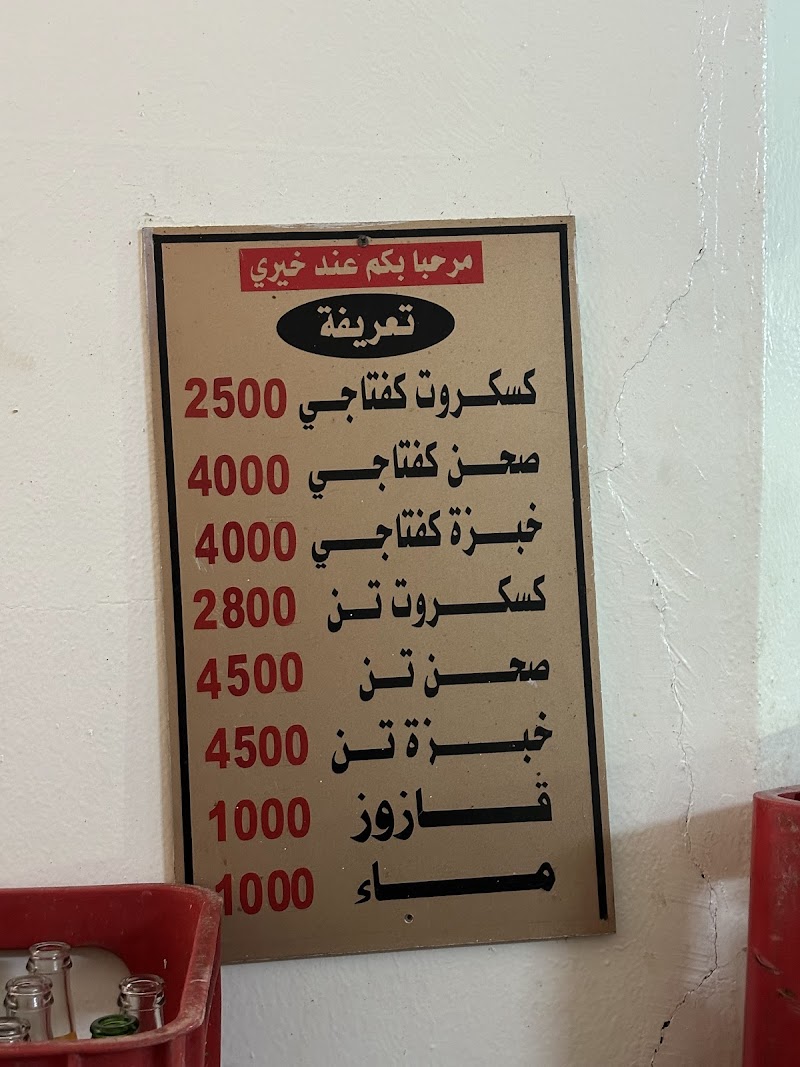 مرحبا بكم عند خيري
تعريفة
كسكروت كفتاجي 2500
صحن كفتاجي 4000
خبزة كفتاجي 4000
كسكروت تن 2800
صحن تن 4500
خبزة تن 4500
قازوز 1000
ماء 1000